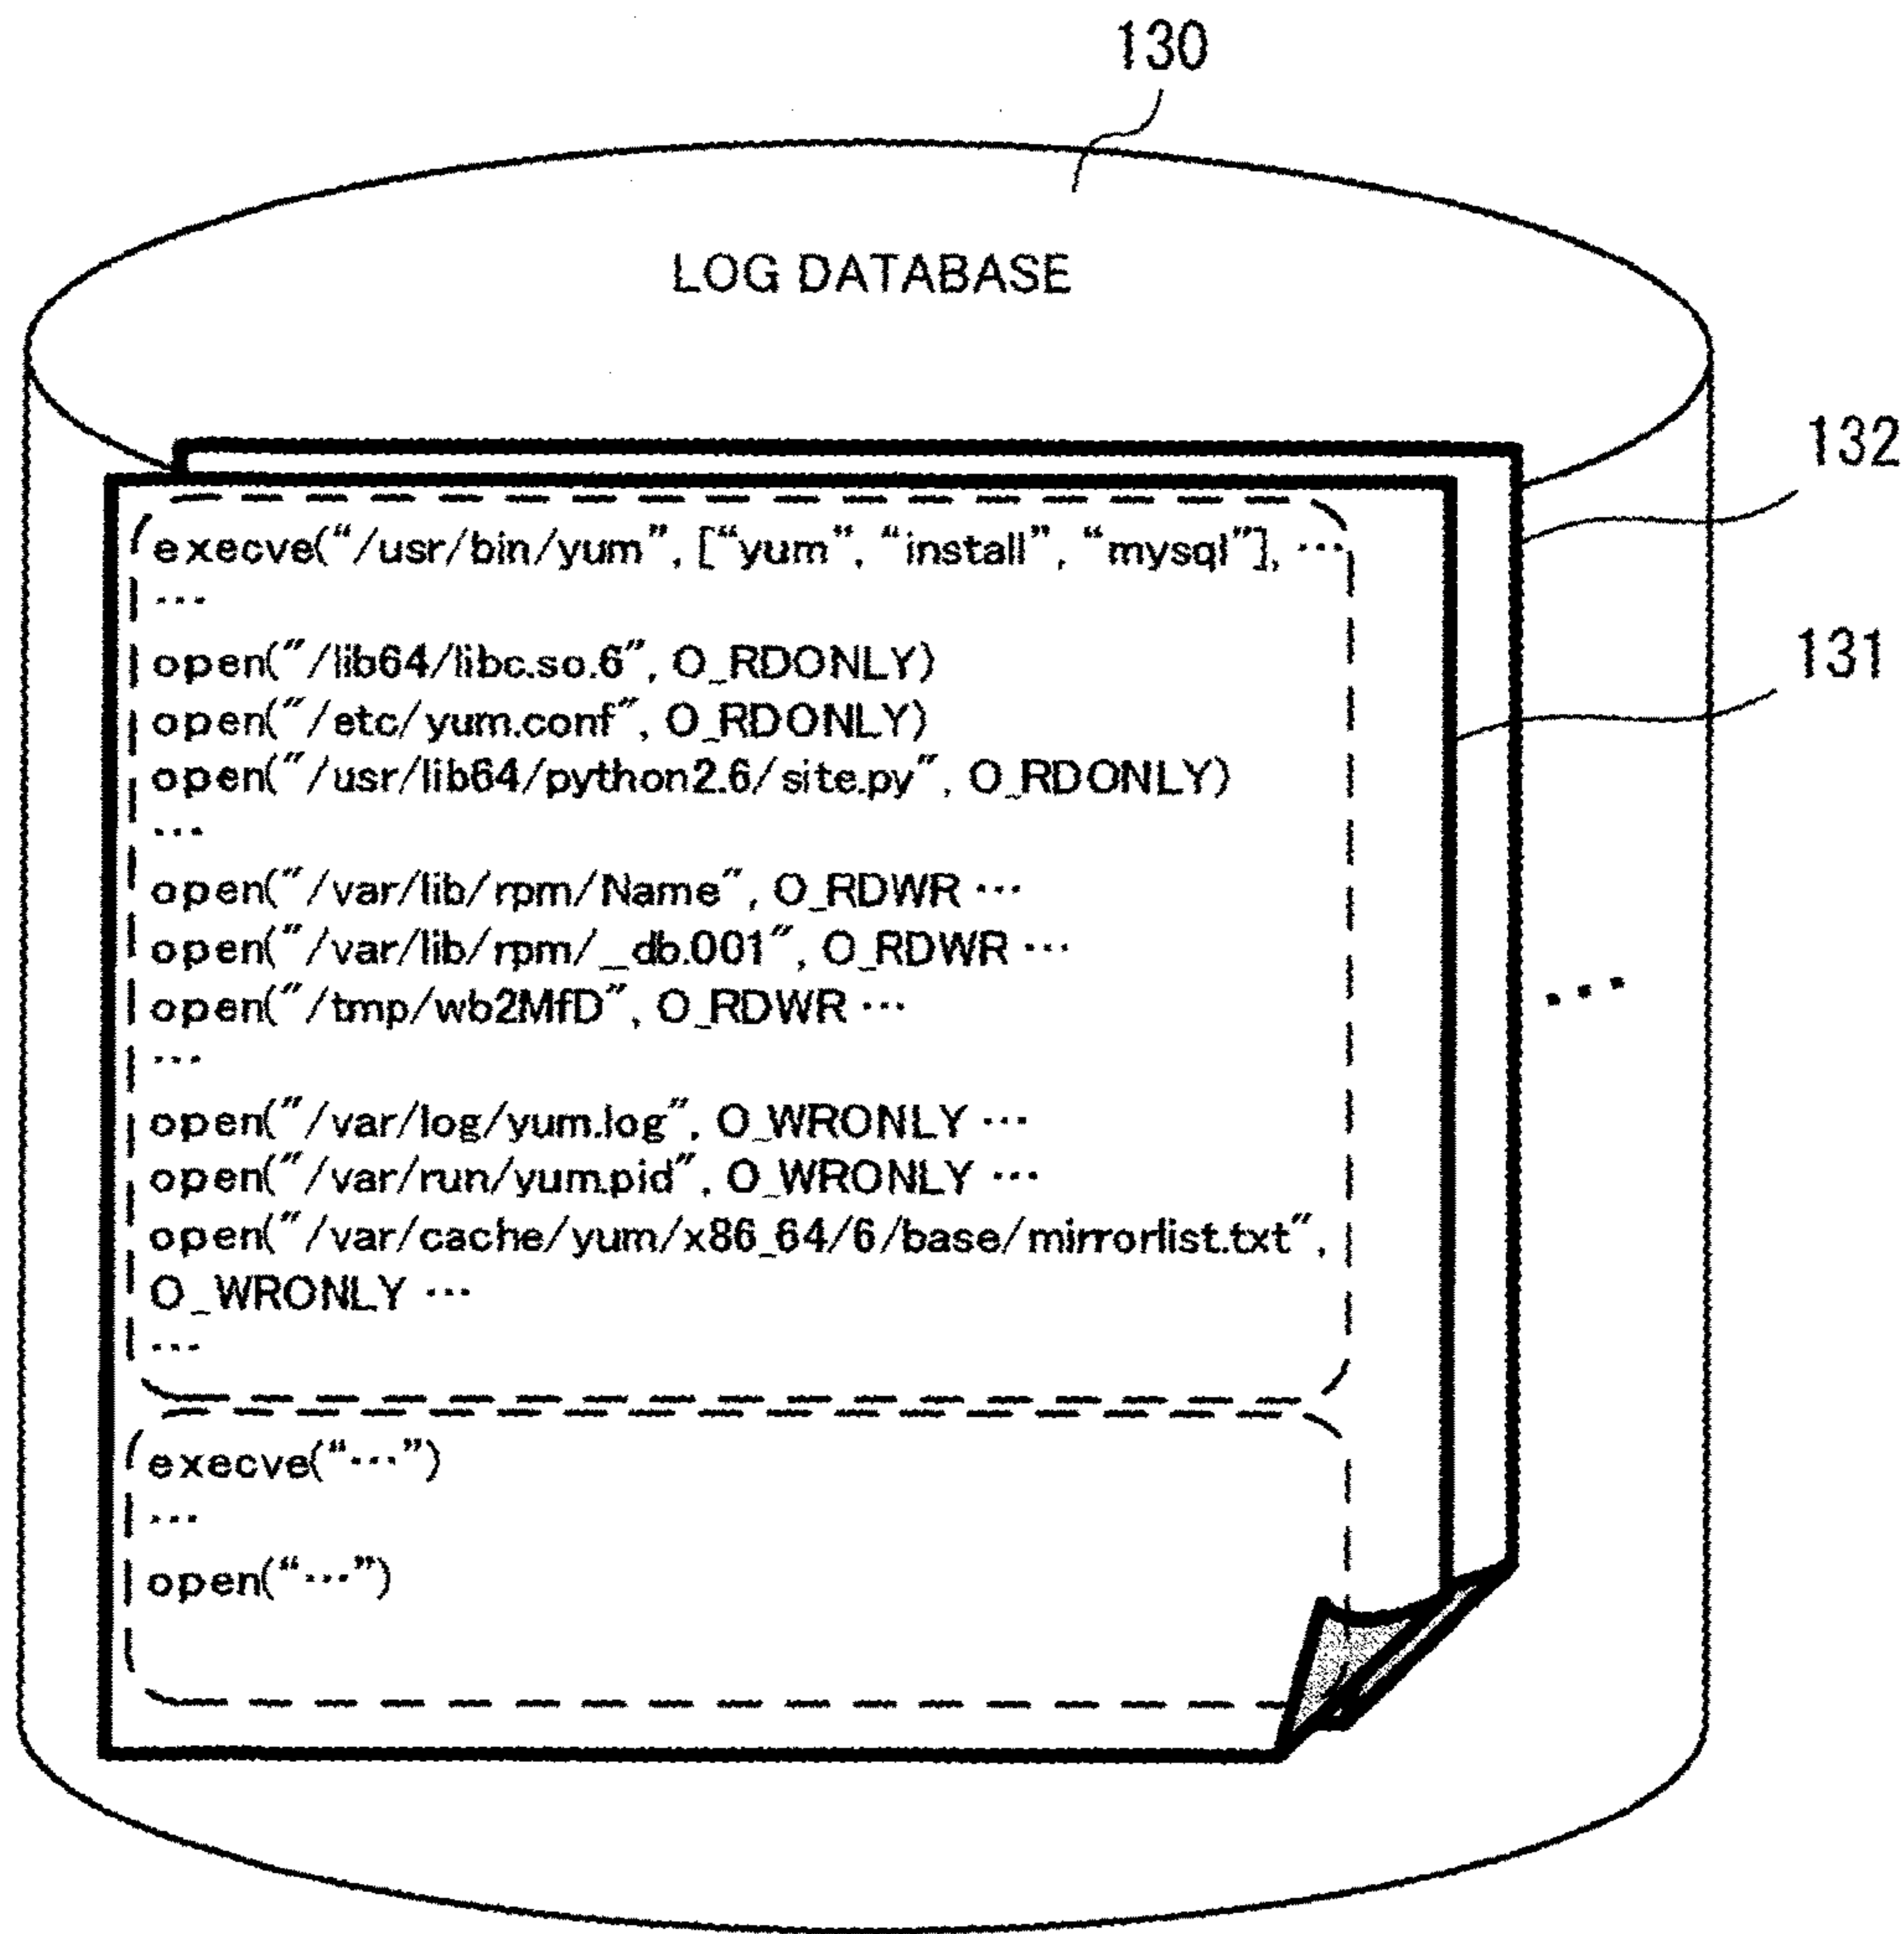 130
LOG DATABASE
132
131
execve(“/usr/bin/yum”, [“yum”, “install”, “mysql”], ···
···
open("/lib64/libc.so.6", O_RDONLY)
open("/etc/yum.conf", O_RDONLY)
open("/usr/lib64/python2.6/site.py", O_RDONLY)
···
open("/var/lib/rpm/Name", O_RDWR ···
open("/var/lib/rpm/_db.001", O_RDWR ···
open("/tmp/wb2MfD", O_RDWR ···
···
open("/var/log/yum.log", O_WRONLY ···
open("/var/run/yum.pid", O_WRONLY ···
open("/var/cache/yum/x86_64/6/base/mirrorlist.txt",
O_WRONLY ···
···
execve(“···”)
···
open(“···”)
···